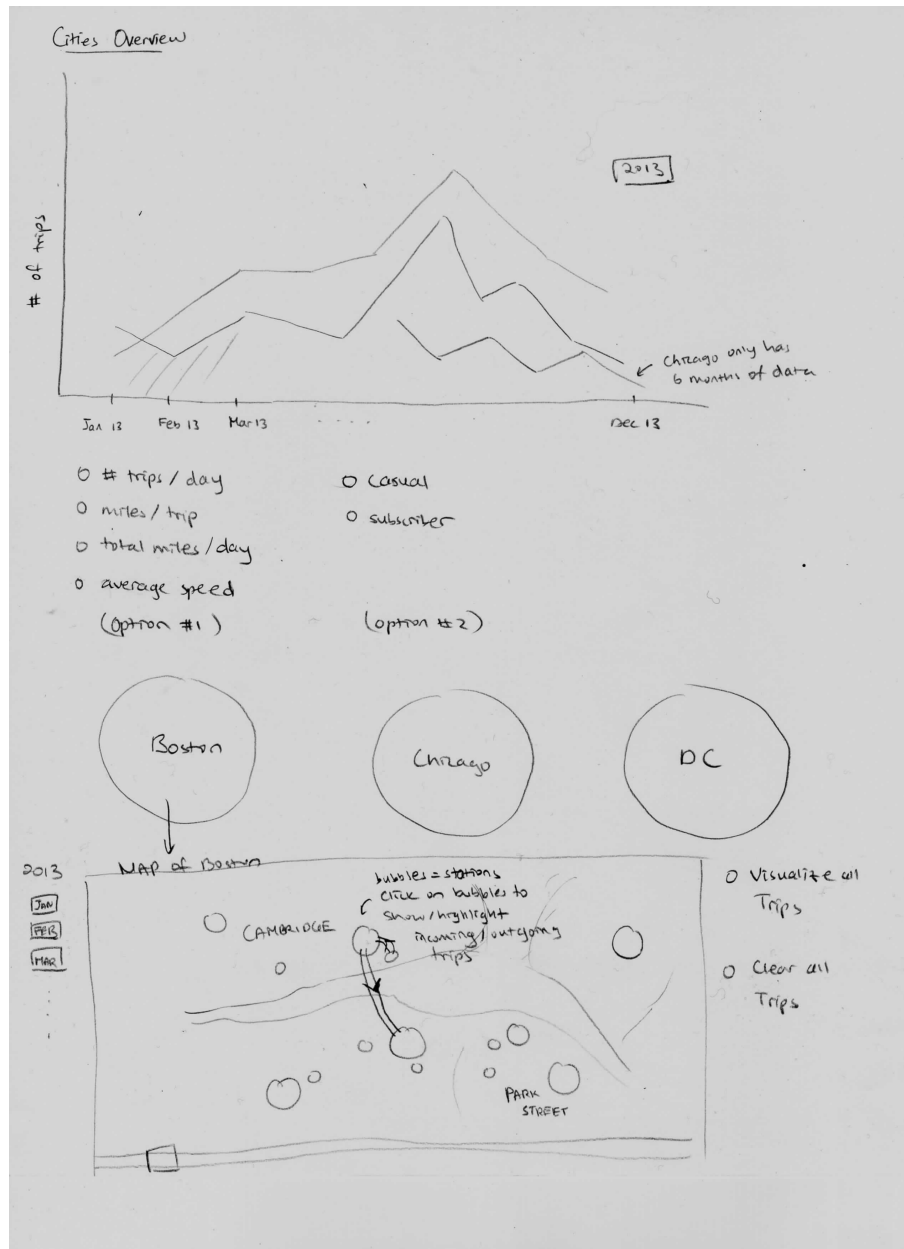 Cities Overview
2013
# of trips
Chicago only has
6 months of data
Jan 13 Feb 13 Mar 13 ..... Dec 13
# trips / day
miles / trip
total miles / day
average speed
(Option #1)
casual
subscriber
(option #2)
Boston
Chicago
DC
2013
JAN
FEB
MAR
MAP of Boston
bubbles = stations
click on bubbles to
show/highlight
incoming/outgoing
trips
CAMBRIDGE
PARK
STREET
Visualize all
Trips
Clear all
Trips